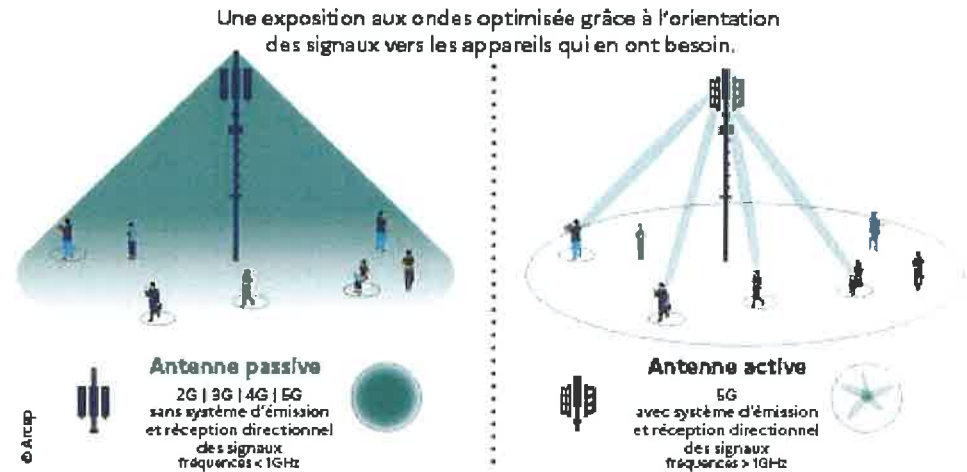 Une exposition aux ondes optimisée grâce à l'orientation
des signaux vers les appareils qui en ont besoin.
Antenne passive
2G | 3G | 4G | 5G
sans système d'émission
et réception directionnel
des signaux
fréquences < 1GHz
Antenne active
5G
avec système d'émission
et réception directionnel
des signaux
fréquences > 1GHz
© Arcep